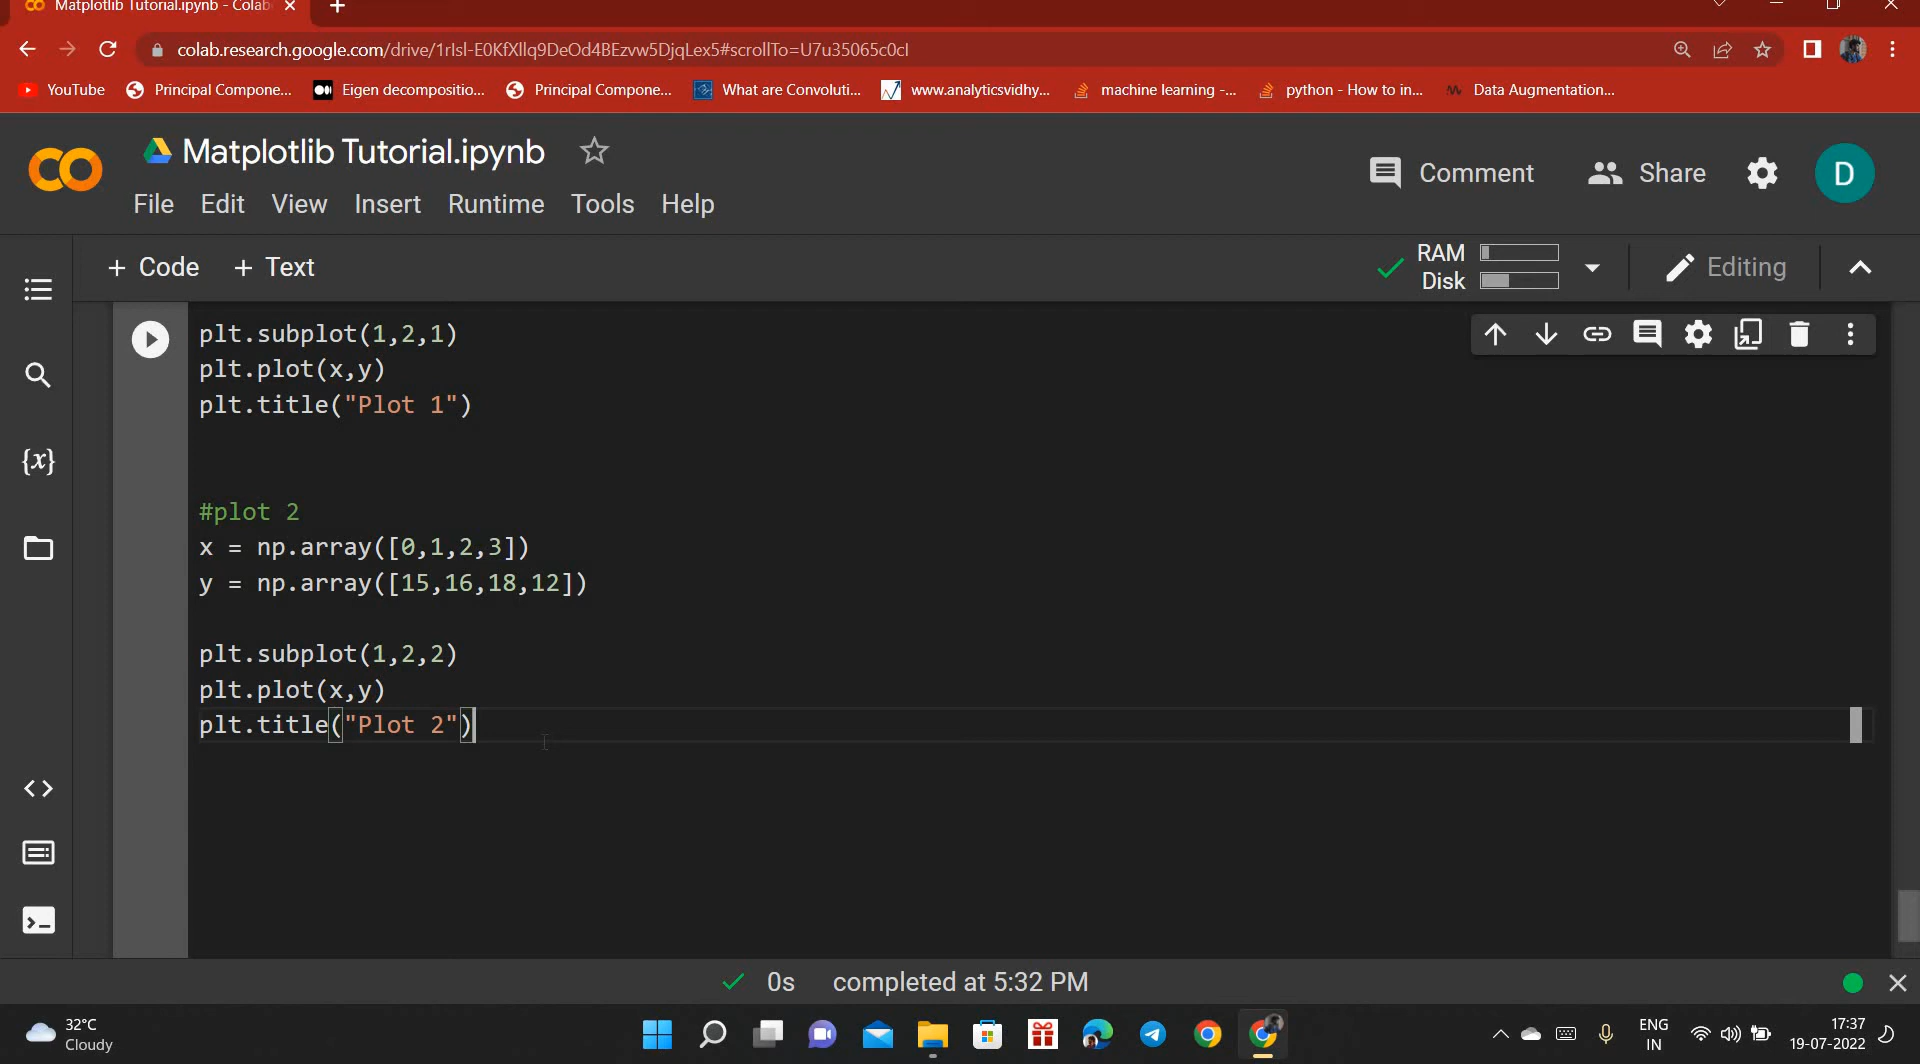 Matplotlib Tutorial.ipynb - Colab
colab.research.google.com/drive/1rIsl-E0KfXllq9DeOd4BEzvw5DjqLex5#scrollTo=U7u35065c0cI
YouTube Principal Compone... Eigen decompositio... Principal Compone... What are Convoluti... www.analyticsvidhy... machine learning -... python - How to in... Data Augmentation...
Matplotlib Tutorial.ipynb
Comment Share D
File Edit View Insert Runtime Tools Help
+ Code + Text
RAM
Disk
Editing
plt.subplot(1,2,1)
plt.plot(x,y)
plt.title("Plot 1")
#plot 2
x = np.array([0,1,2,3])
y = np.array([15,16,18,12])
plt.subplot(1,2,2)
plt.plot(x,y)
plt.title("Plot 2")
0s completed at 5:32 PM
32°C
Cloudy
ENG
IN
17:37
19-07-2022